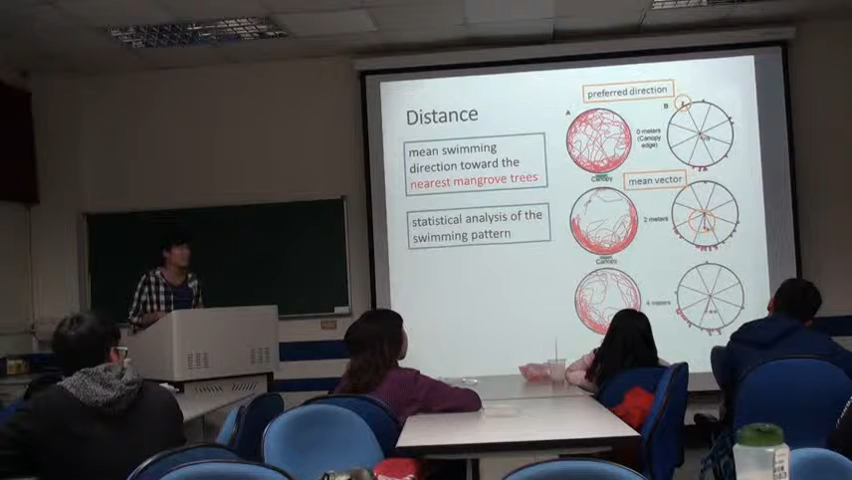 Distance
mean swimming
direction toward the
nearest mangrove trees
statistical analysis of the
swimming pattern
preferred direction
A
B
0 meters
(Canopy
edge)
Canopy
mean vector
2 meters
Canopy
4 meters